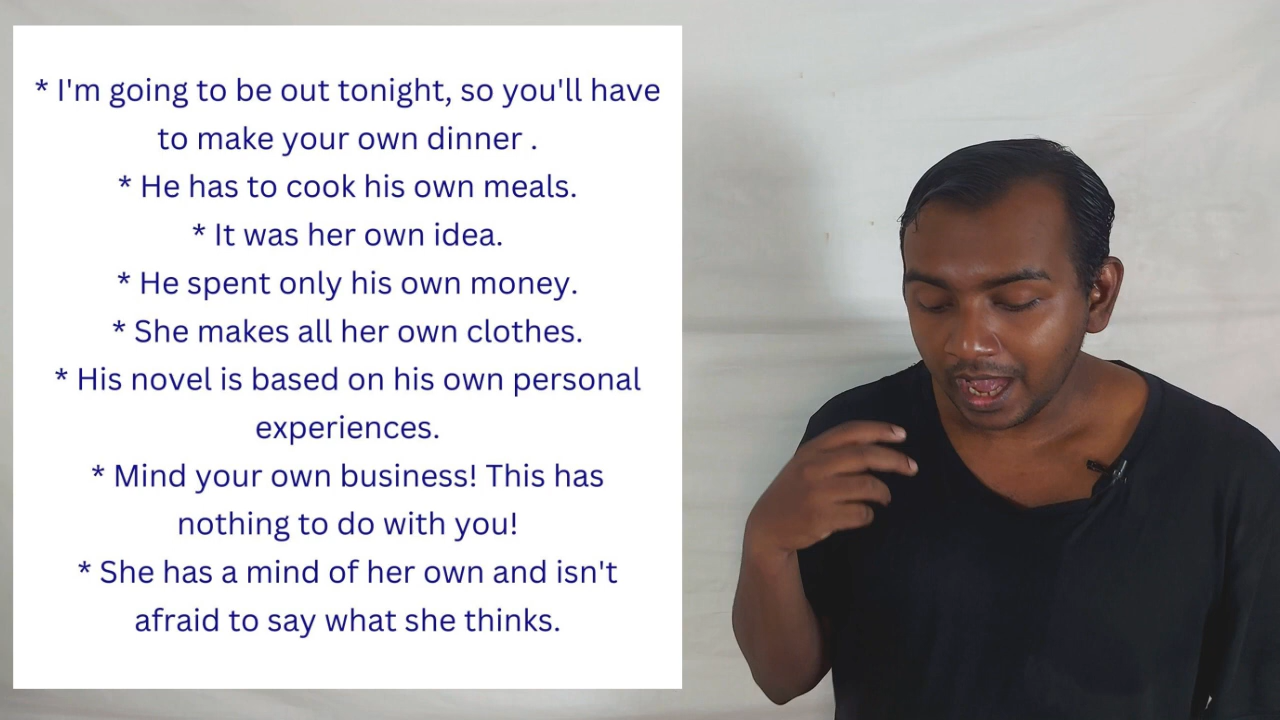 * I'm going to be out tonight, so you'll have
to make your own dinner .
* He has to cook his own meals.
* It was her own idea.
* He spent only his own money.
* She makes all her own clothes.
* His novel is based on his own personal
experiences.
* Mind your own business! This has
nothing to do with you!
* She has a mind of her own and isn't
afraid to say what she thinks.